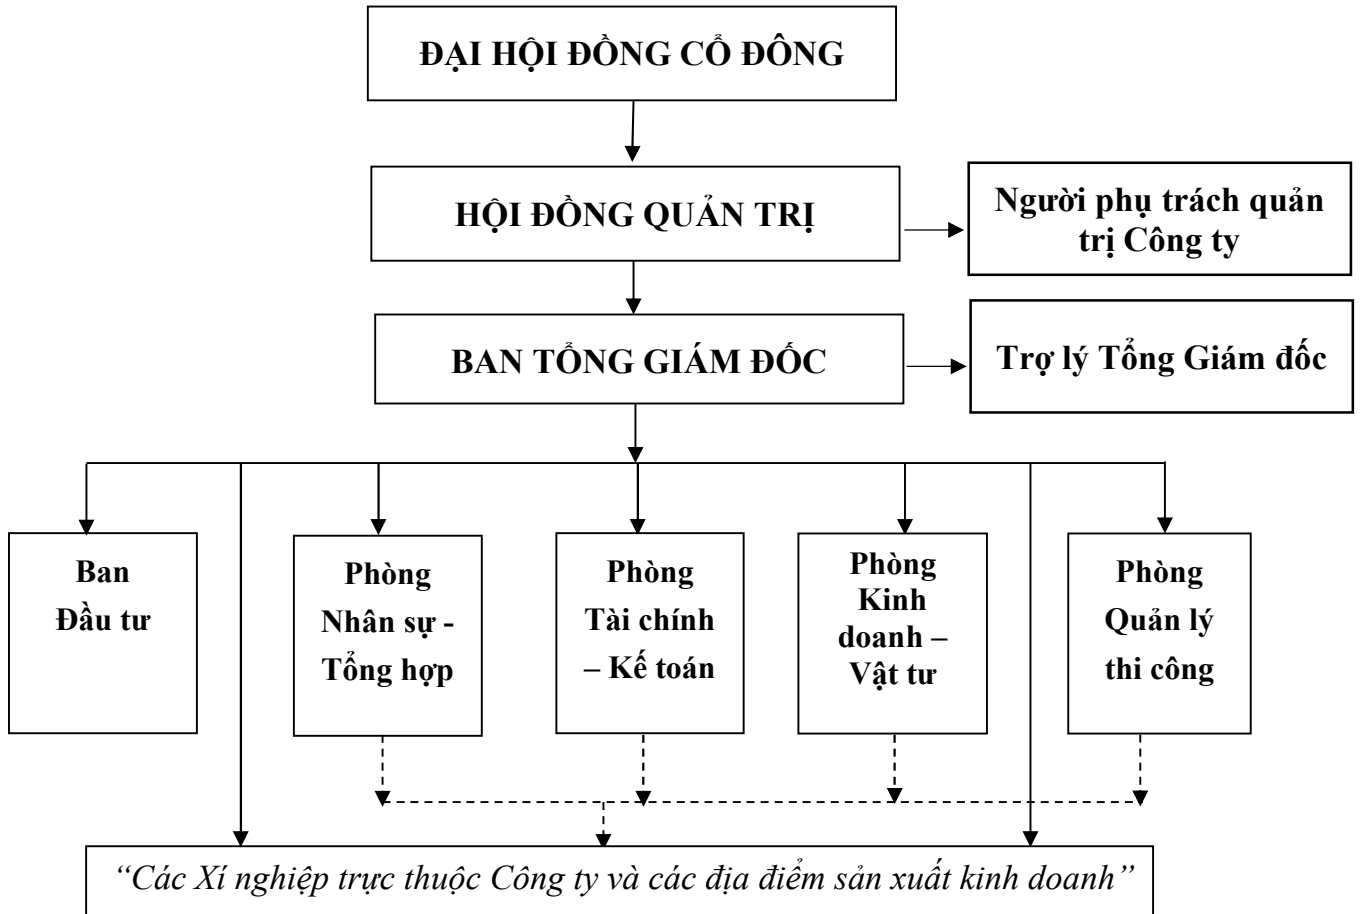 ĐẠI HỘI ĐỒNG CỔ ĐÔNG
HỘI ĐỒNG QUẢN TRỊ
Người phụ trách quản
trị Công ty
BAN TỔNG GIÁM ĐỐC
Trợ lý Tổng Giám đốc
Ban
Đầu tư
Phòng
Nhân sự -
Tổng hợp
Phòng
Tài chính
– Kế toán
Phòng
Kinh
doanh –
Vật tư
Phòng
Quản lý
thi công
“Các Xí nghiệp trực thuộc Công ty và các địa điểm sản xuất kinh doanh”